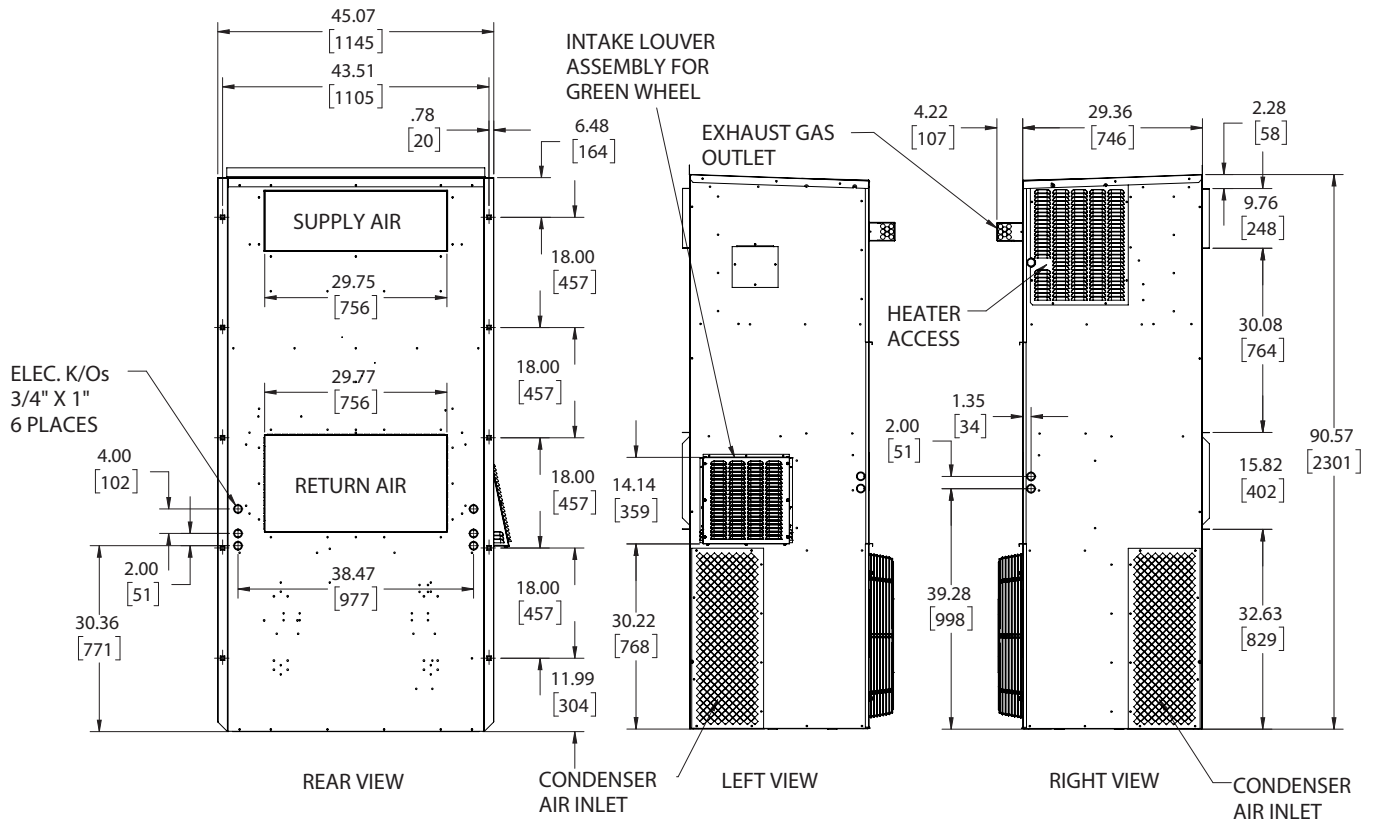 45.07
[1145]
43.51
[1105]
.78
[20]
6.48
[164]
SUPPLY AIR
29.75
[756]
18.00
[457]
29.77
[756]
18.00
[457]
ELEC. K/Os
3/4" X 1"
6 PLACES
4.00
[102]
RETURN AIR
18.00
[457]
2.00
[51]
38.47
[977]
18.00
[457]
30.36
[771]
11.99
[304]
REAR VIEW
INTAKE LOUVER
ASSEMBLY FOR
GREEN WHEEL
EXHAUST GAS
OUTLET
14.14
[359]
30.22
[768]
CONDENSER
AIR INLET
LEFT VIEW
4.22
[107]
29.36
[746]
2.28
[58]
9.76
[248]
HEATER
ACCESS
30.08
[764]
1.35
[34]
2.00
[51]
90.57
[2301]
15.82
[402]
39.28
[998]
32.63
[829]
RIGHT VIEW
CONDENSER
AIR INLET